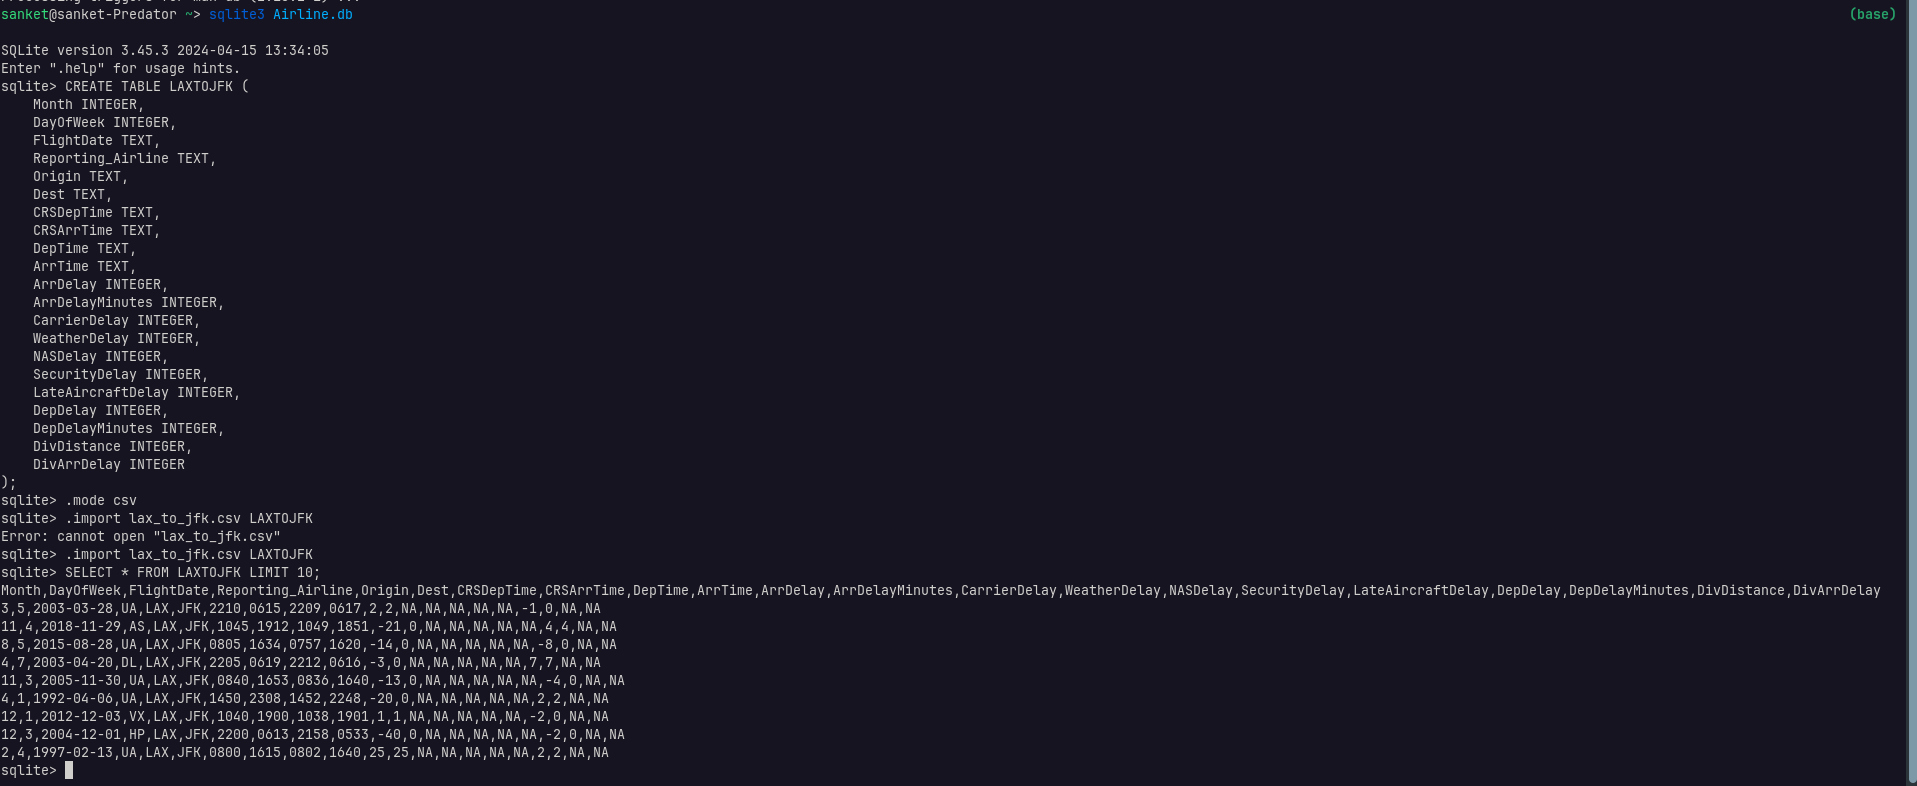 sanket@sanket-Predator ~> sqlite3 Airline.db (base)
SQLite version 3.45.3 2024-04-15 13:34:05
Enter ".help" for usage hints.
sqlite> CREATE TABLE LAXTOJFK (
    Month INTEGER,
    DayOfWeek INTEGER,
    FlightDate TEXT,
    Reporting_Airline TEXT,
    Origin TEXT,
    Dest TEXT,
    CRSDepTime TEXT,
    CRSArrTime TEXT,
    DepTime TEXT,
    ArrTime TEXT,
    ArrDelay INTEGER,
    ArrDelayMinutes INTEGER,
    CarrierDelay INTEGER,
    WeatherDelay INTEGER,
    NASDelay INTEGER,
    SecurityDelay INTEGER,
    LateAircraftDelay INTEGER,
    DepDelay INTEGER,
    DepDelayMinutes INTEGER,
    DivDistance INTEGER,
    DivArrDelay INTEGER
);
sqlite> .mode csv
sqlite> .import lax_to_jfk.csv LAXTOJFK
Error: cannot open "lax_to_jfk.csv"
sqlite> .import lax_to_jfk.csv LAXTOJFK
sqlite> SELECT * FROM LAXTOJFK LIMIT 10;
Month,DayOfWeek,FlightDate,Reporting_Airline,Origin,Dest,CRSDepTime,CRSArrTime,DepTime,ArrTime,ArrDelay,ArrDelayMinutes,CarrierDelay,WeatherDelay,NASDelay,SecurityDelay,LateAircraftDelay,DepDelay,DepDelayMinutes,DivDistance,DivArrDelay
3,5,2003-03-28,UA,LAX,JFK,2210,0615,2209,0617,2,2,NA,NA,NA,NA,NA,-1,0,NA,NA
11,4,2018-11-29,AS,LAX,JFK,1045,1912,1049,1851,-21,0,NA,NA,NA,NA,NA,4,4,NA,NA
8,5,2015-08-28,UA,LAX,JFK,0805,1634,0757,1620,-14,0,NA,NA,NA,NA,NA,-8,0,NA,NA
4,7,2003-04-20,DL,LAX,JFK,2205,0619,2212,0616,-3,0,NA,NA,NA,NA,NA,7,7,NA,NA
11,3,2005-11-30,UA,LAX,JFK,0840,1653,0836,1640,-13,0,NA,NA,NA,NA,NA,-4,0,NA,NA
4,1,1992-04-06,UA,LAX,JFK,1450,2308,1452,2248,-20,0,NA,NA,NA,NA,NA,2,2,NA,NA
12,1,2012-12-03,VX,LAX,JFK,1040,1900,1038,1901,1,1,NA,NA,NA,NA,NA,-2,0,NA,NA
12,3,2004-12-01,HP,LAX,JFK,2200,0613,2158,0533,-40,0,NA,NA,NA,NA,NA,-2,0,NA,NA
2,4,1997-02-13,UA,LAX,JFK,0800,1615,0802,1640,25,25,NA,NA,NA,NA,NA,2,2,NA,NA
sqlite>